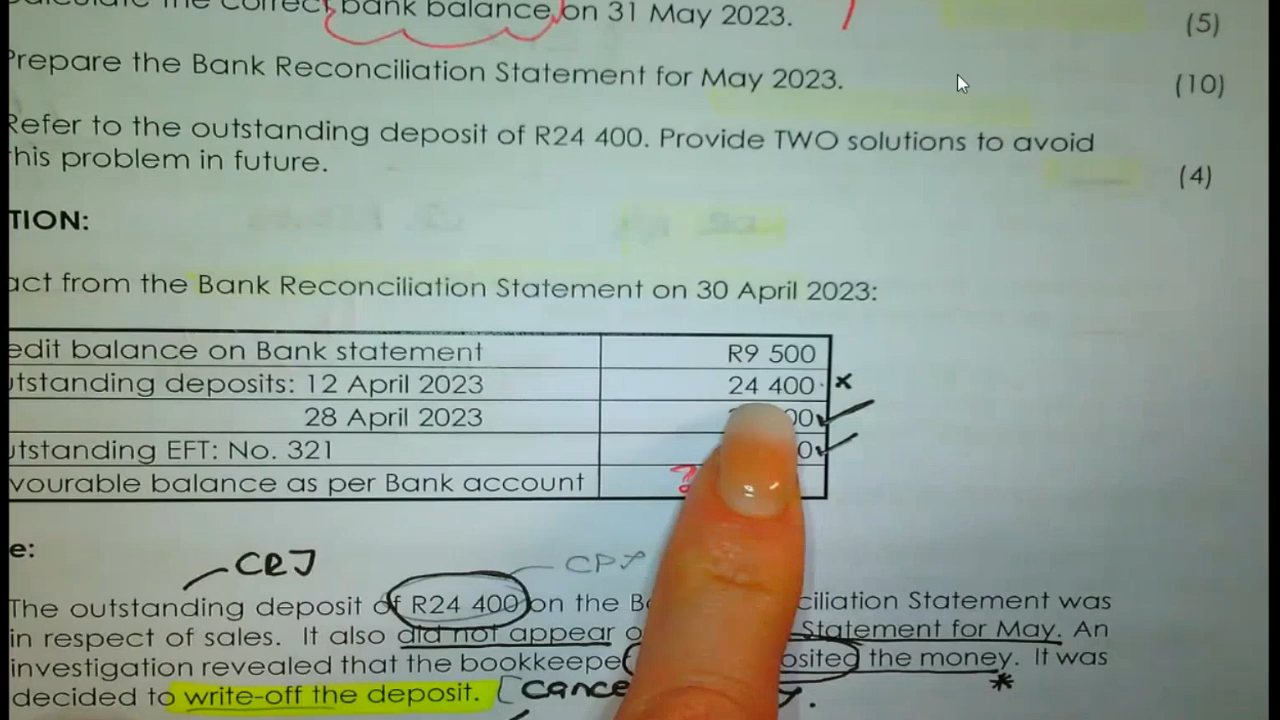 Calculate the correct bank balance on 31 May 2023. (5)
Prepare the Bank Reconciliation Statement for May 2023. (10)
Refer to the outstanding deposit of R24 400. Provide TWO solutions to avoid
this problem in future. (4)
TION:
act from the Bank Reconciliation Statement on 30 April 2023:
edit balance on Bank statement R9 500
utstanding deposits: 12 April 2023 24 400 x
28 April 2023
utstanding EFT: No. 321
vourable balance as per Bank account
e:
CRJ CPJ
The outstanding deposit of R24 400 on the B ciliation Statement was
in respect of sales. It also did not appear o Statement for May. An
investigation revealed that the bookkeepe osited the money. It was
decided to write-off the deposit. [cance y.